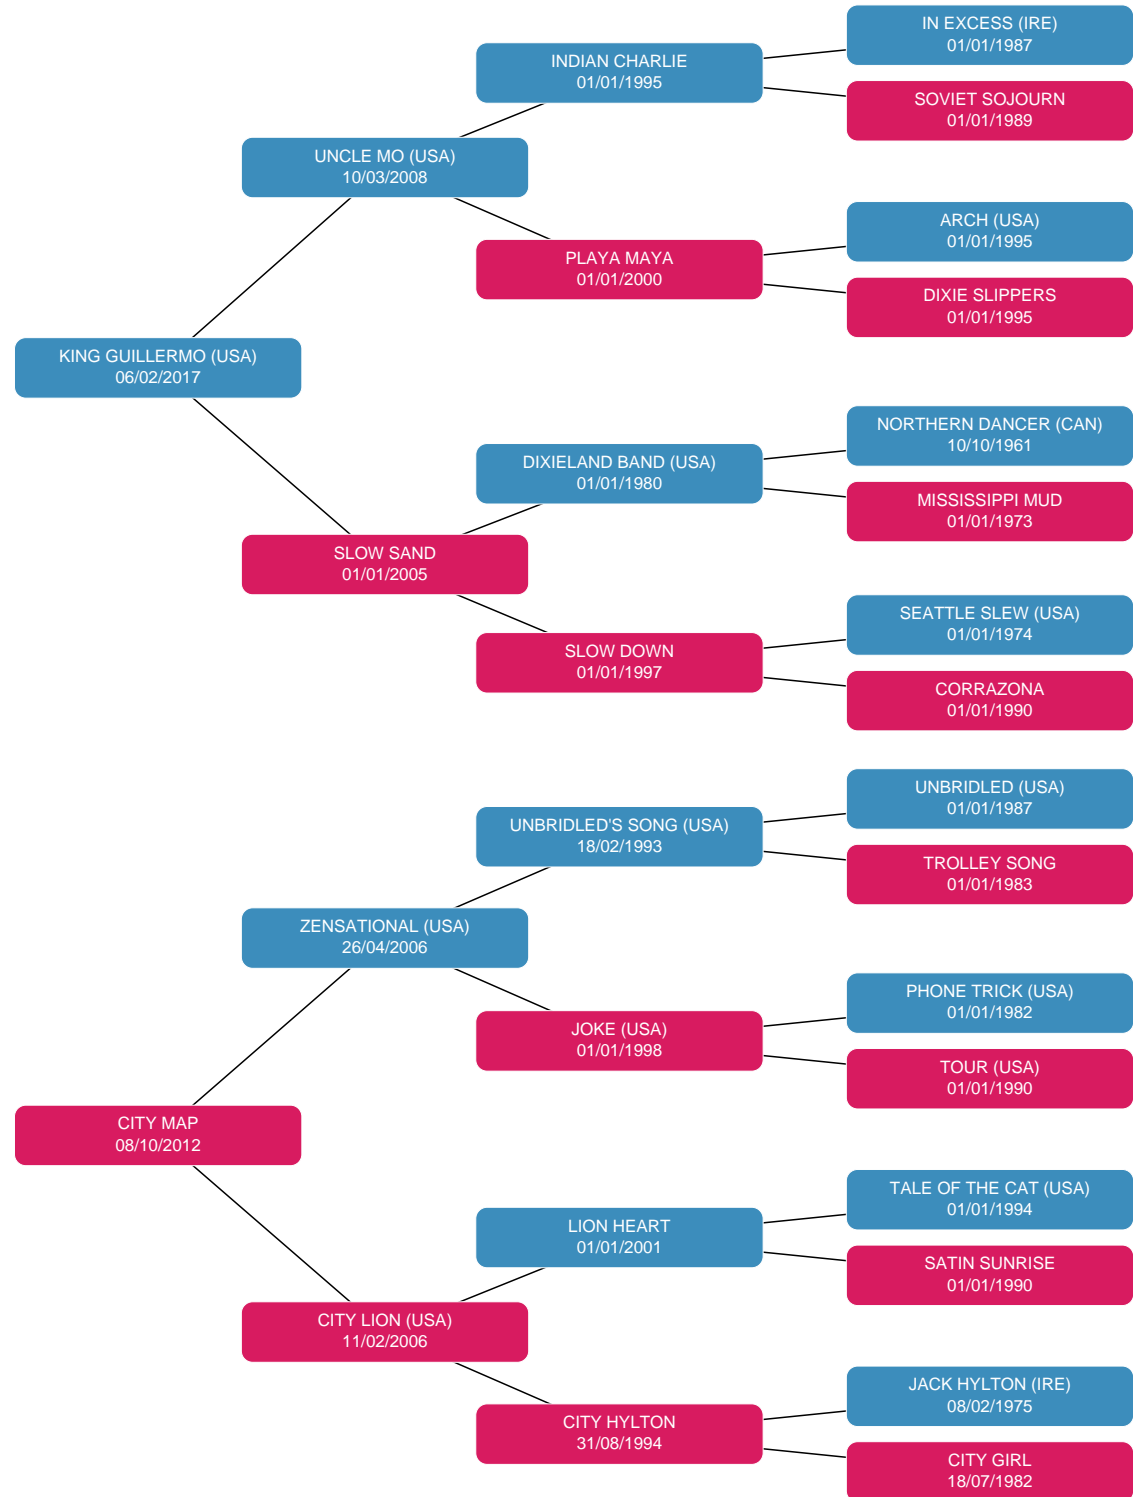 IN EXCESS (IRE)
01/01/1987
INDIAN CHARLIE
01/01/1995
SOVIET SOJOURN
01/01/1989
UNCLE MO (USA)
10/03/2008
ARCH (USA)
01/01/1995
PLAYA MAYA
01/01/2000
DIXIE SLIPPERS
01/01/1995
KING GUILLERMO (USA)
06/02/2017
NORTHERN DANCER (CAN)
10/10/1961
DIXIELAND BAND (USA)
01/01/1980
MISSISSIPPI MUD
01/01/1973
SLOW SAND
01/01/2005
SEATTLE SLEW (USA)
01/01/1974
SLOW DOWN
01/01/1997
CORRAZONA
01/01/1990
UNBRIDLED (USA)
01/01/1987
UNBRIDLED'S SONG (USA)
18/02/1993
TROLLEY SONG
01/01/1983
ZENSATIONAL (USA)
26/04/2006
PHONE TRICK (USA)
01/01/1982
JOKE (USA)
01/01/1998
TOUR (USA)
01/01/1990
CITY MAP
08/10/2012
TALE OF THE CAT (USA)
01/01/1994
LION HEART
01/01/2001
SATIN SUNRISE
01/01/1990
CITY LION (USA)
11/02/2006
JACK HYLTON (IRE)
08/02/1975
CITY HYLTON
31/08/1994
CITY GIRL
18/07/1982